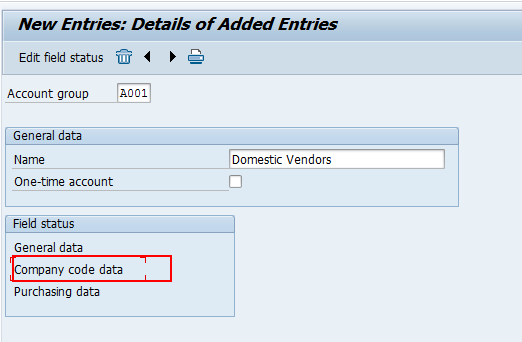 New Entries: Details of Added Entries
Edit field status
Account group A001
General data
Name Domestic Vendors
One-time account
Field status
General data
Company code data
Purchasing data